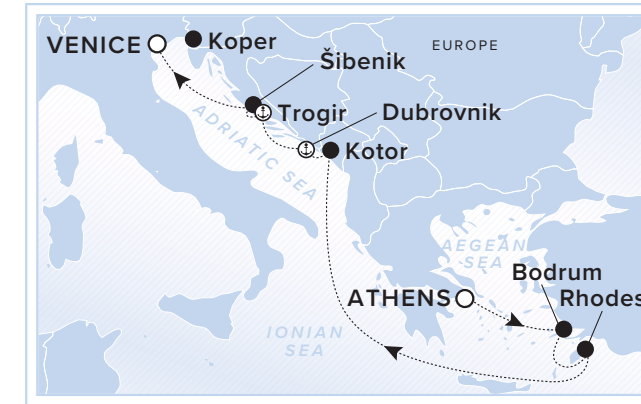 VENICE
Koper
EUROPE
Šibenik
Trogir
Dubrovnik
ADRIATIC SEA
Kotor
AEGEAN
SEA
Bodrum
ATHENS
Rhodes
IONIAN
SEA